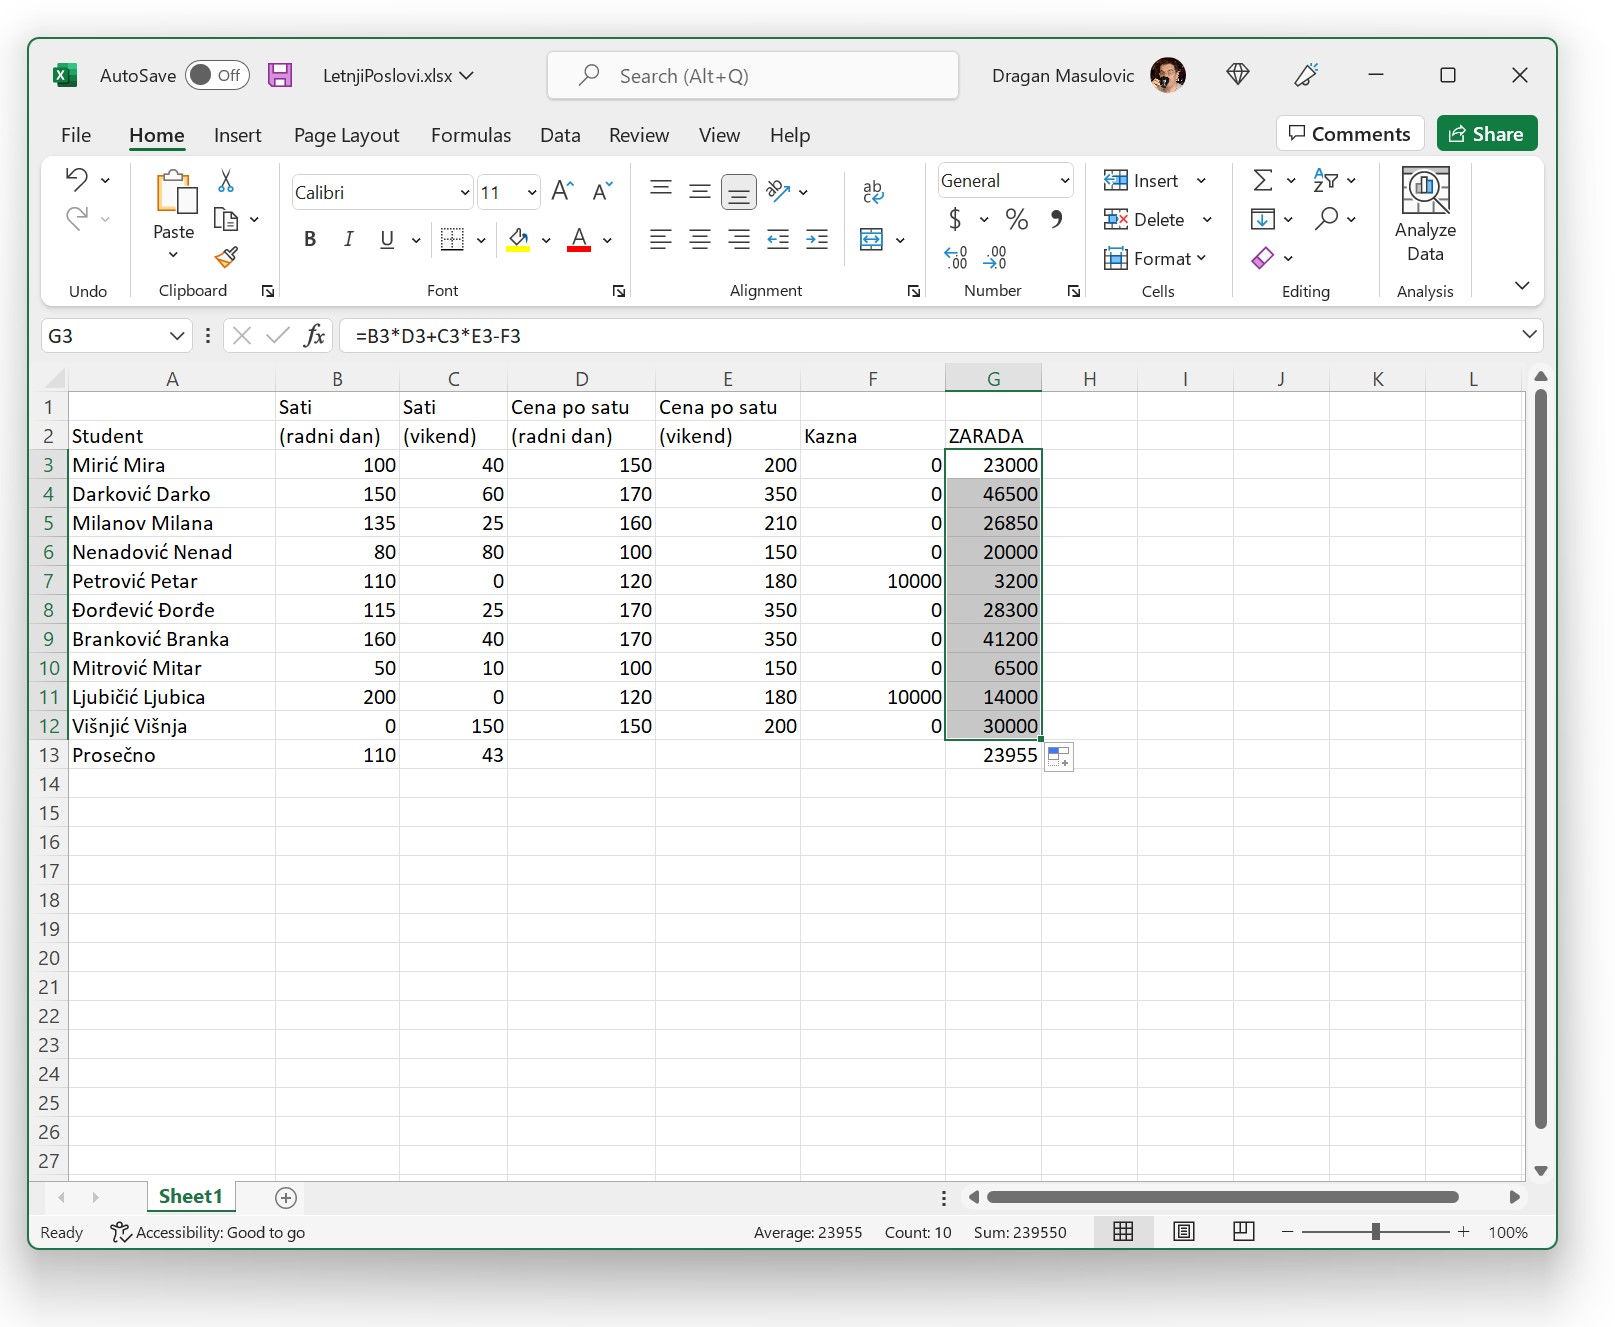 AutoSave Off LetnjiPoslovi.xlsx Search (Alt+Q) Dragan Masulovic
File Home Insert Page Layout Formulas Data Review View Help Comments Share
Calibri 11 General Insert
Paste Delete Analyze
B I U Format Data
Undo Clipboard Font Alignment Number Cells Editing Analysis
G3 fx =B3*D3+C3*E3-F3
A B C D E F G H I J K L
1 Sati Sati Cena po satu Cena po satu
2 Student (radni dan) (vikend) (radni dan) (vikend) Kazna ZARADA
3 Mirić Mira 100 40 150 200 0 23000
4 Darković Darko 150 60 170 350 0 46500
5 Milanov Milana 135 25 160 210 0 26850
6 Nenadović Nenad 80 80 100 150 0 20000
7 Petrović Petar 110 0 120 180 10000 3200
8 Đorđević Đorđe 115 25 170 350 0 28300
9 Branković Branka 160 40 170 350 0 41200
10 Mitrović Mitar 50 10 100 150 0 6500
11 Ljubičić Ljubica 200 0 120 180 10000 14000
12 Višnjić Višnja 0 150 150 200 0 30000
13 Prosečno 110 43 23955
14
15
16
17
18
19
20
21
22
23
24
25
26
27
Sheet1
Ready Accessibility: Good to go Average: 23955 Count: 10 Sum: 239550 100%